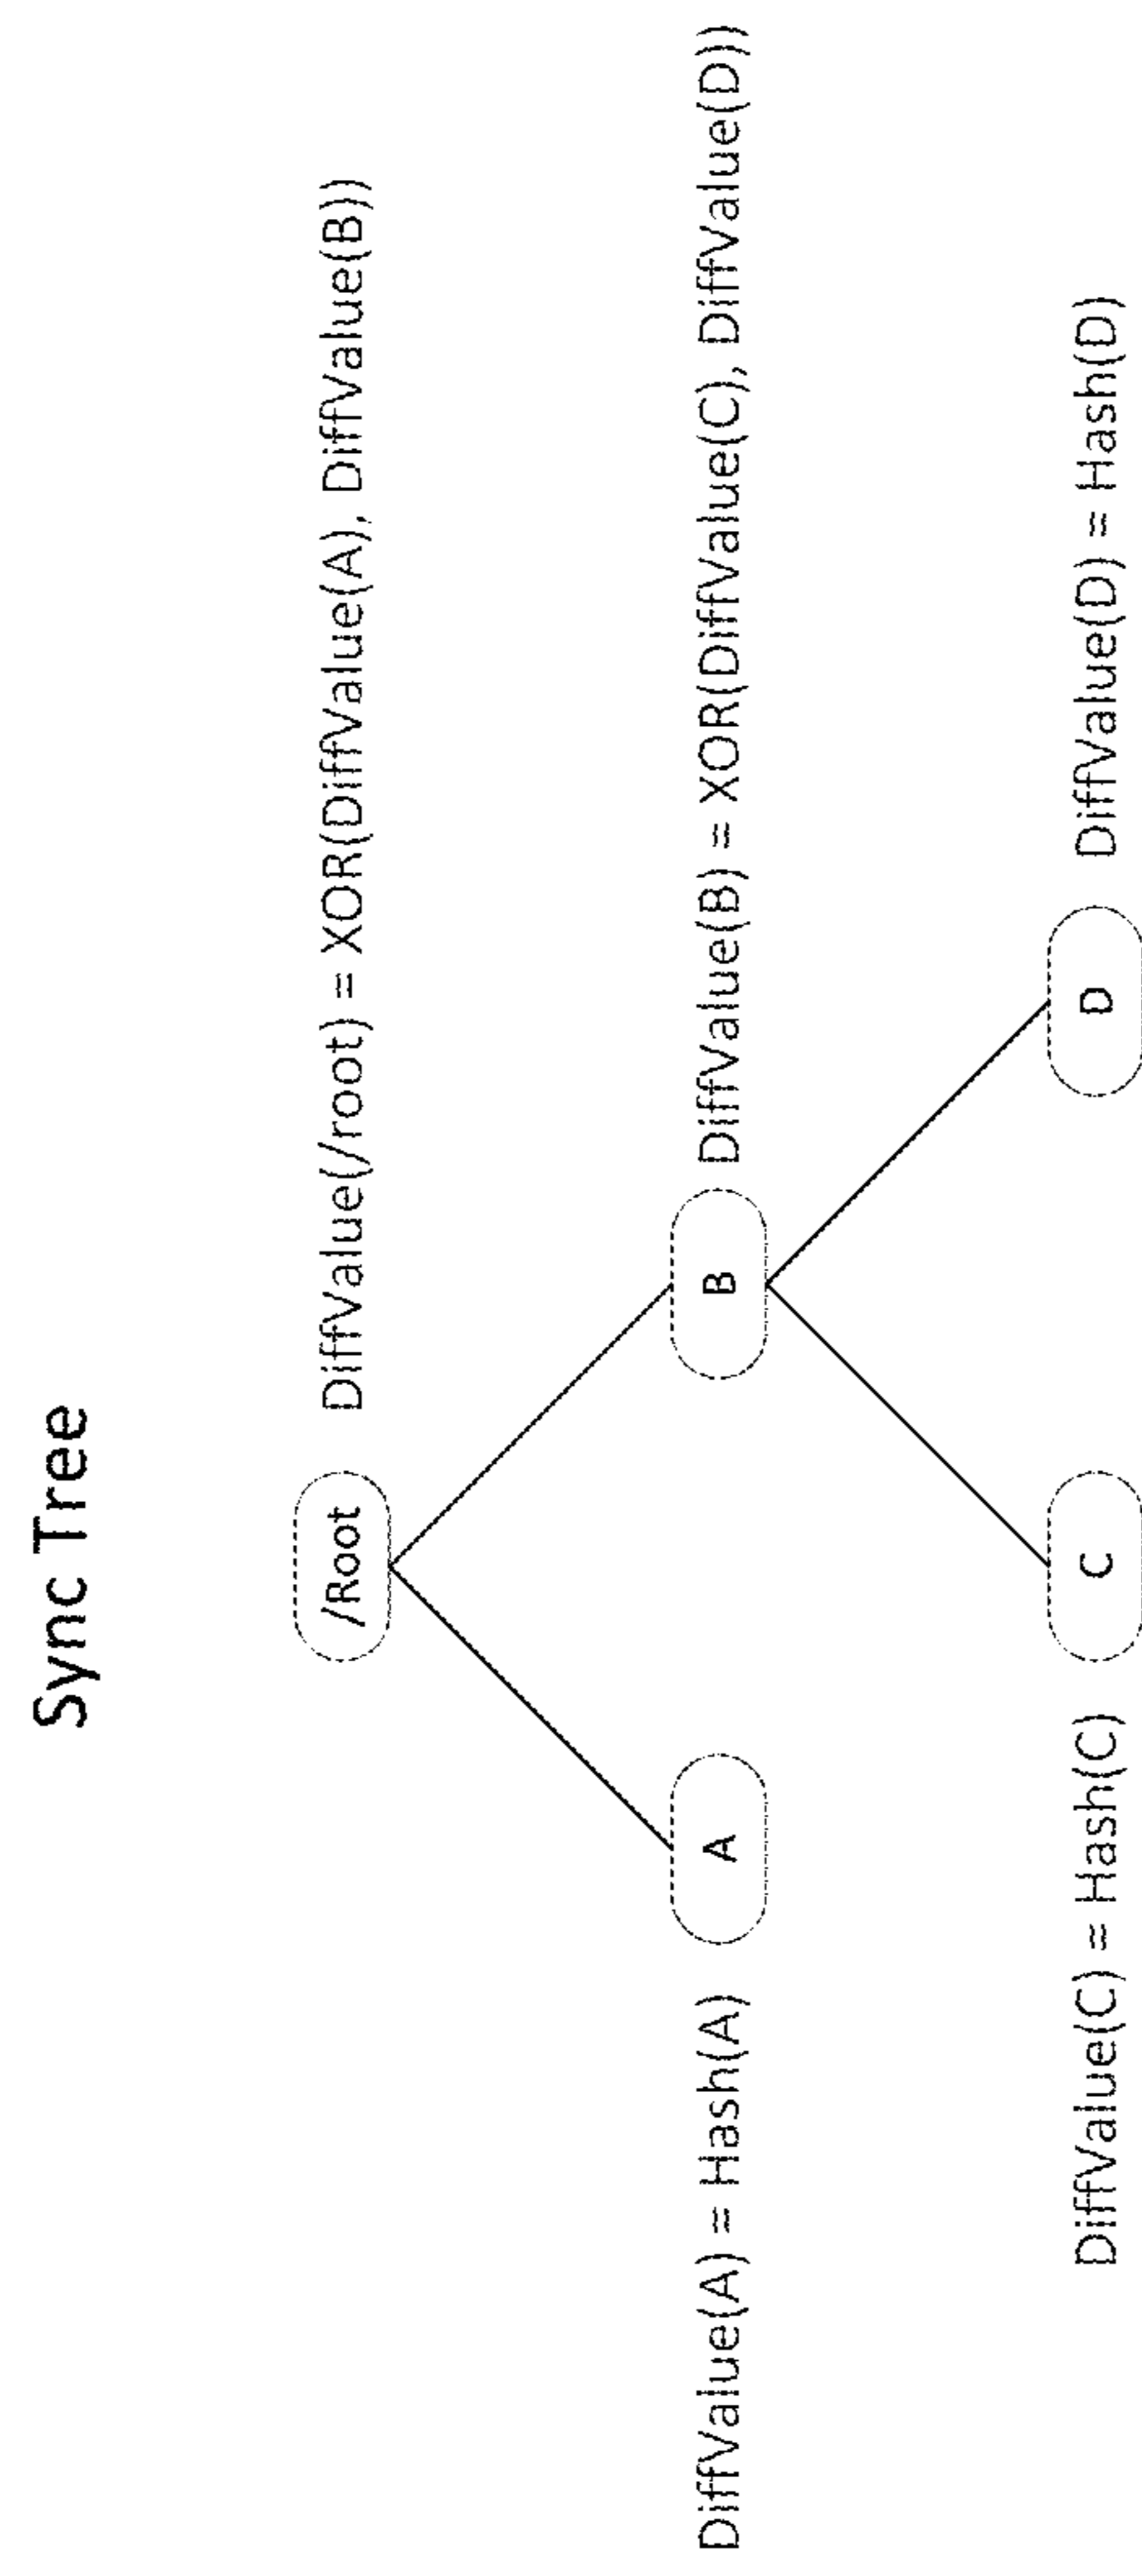 Sync Tree
/Root DiffValue(/root) = XOR(DiffValue(A), DiffValue(B))
DiffValue(A) = Hash(A) A B DiffValue(B) = XOR(DiffValue(C), DiffValue(D))
DiffValue(C) = Hash(C) C D DiffValue(D) = Hash(D)